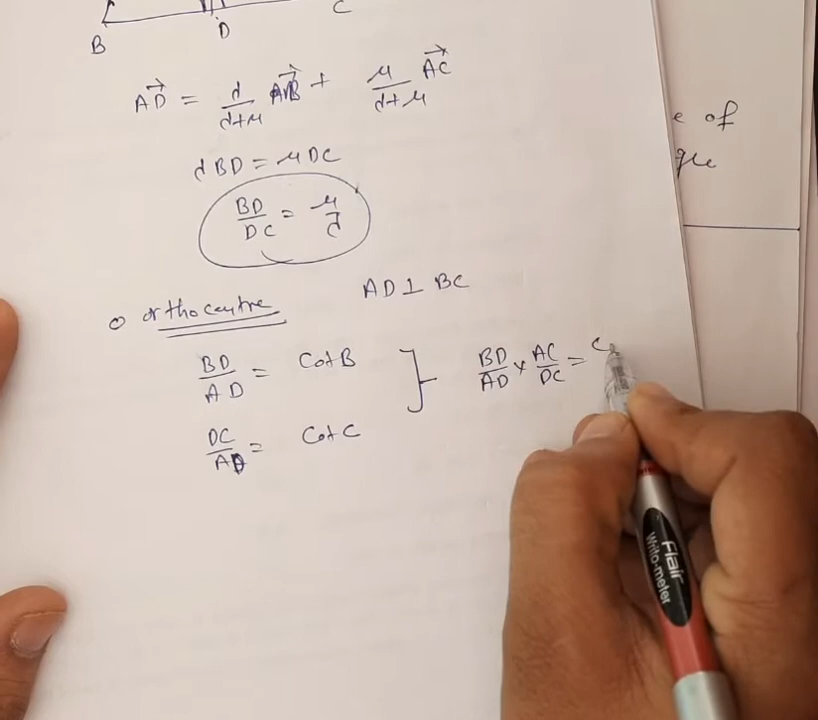 B D C
AD = d/d+μ AB + μ/d+μ AC
d BD = μ DC
BD/DC = μ/d
o orthocentre AD ⊥ BC
BD/AD = Cot B } BD/AD × AC/DC = C
DC/AD = Cot C
e of
gle
Flair
Writo-meter